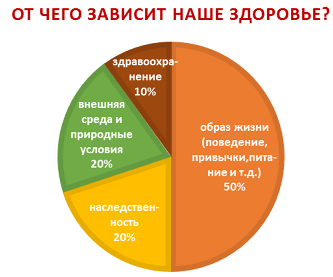 ОТ ЧЕГО ЗАВИСИТ НАШЕ ЗДОРОВЬЕ?
здравоохра-
нение
10%
внешняя
среда и
природные
условия
20%
образ жизни
(поведение,
привычки,пита-
ние и т.д.)
50%
наследствен-
ность
20%